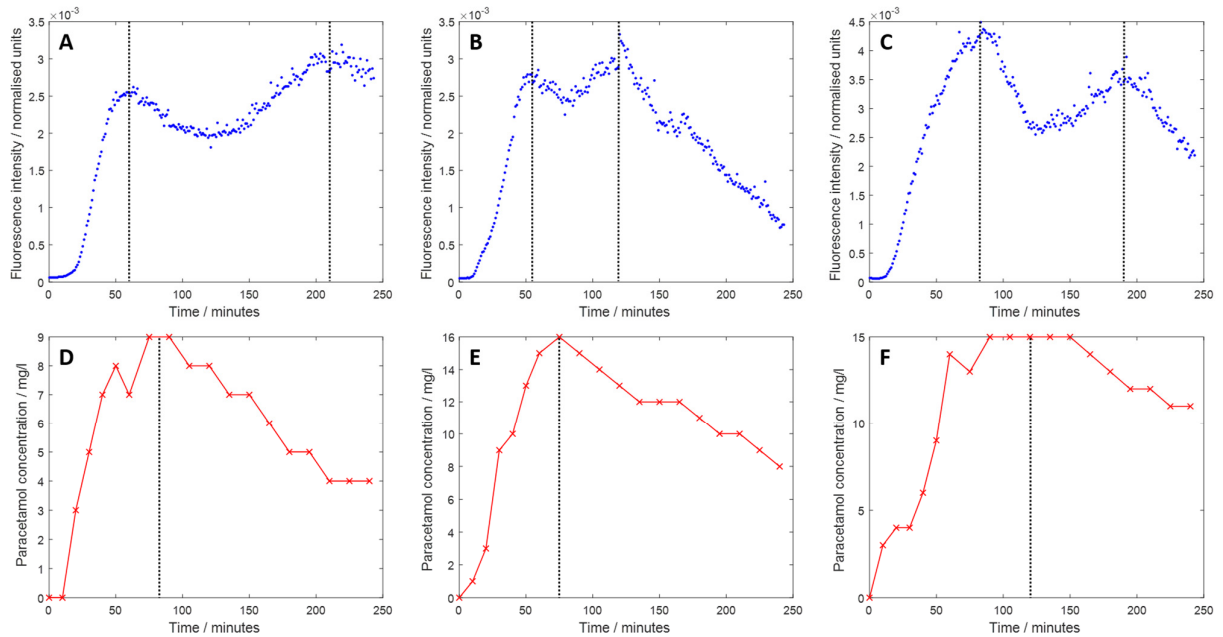 ×10⁻³
A
3.5
3
2.5
2
1.5
1
0.5
0
0 50 100 150 200 250
Fluorescence intensity / normalised units
Time / minutes
×10⁻³
B
3.5
3
2.5
2
1.5
1
0.5
0
0 50 100 150 200 250
Fluorescence intensity / normalised units
Time / minutes
×10⁻³
C
4.5
4
3.5
3
2.5
2
1.5
1
0.5
0
0 50 100 150 200 250
Fluorescence intensity / normalised units
Time / minutes
D
9
8
7
6
5
4
3
2
1
0
0 50 100 150 200 250
Paracetamol concentration / mg/l
Time / minutes
E
16
14
12
10
8
6
4
2
0
0 50 100 150 200 250
Paracetamol concentration / mg/l
Time / minutes
F
15
10
5
0
0 50 100 150 200 250
Paracetamol concentration / mg/l
Time / minutes